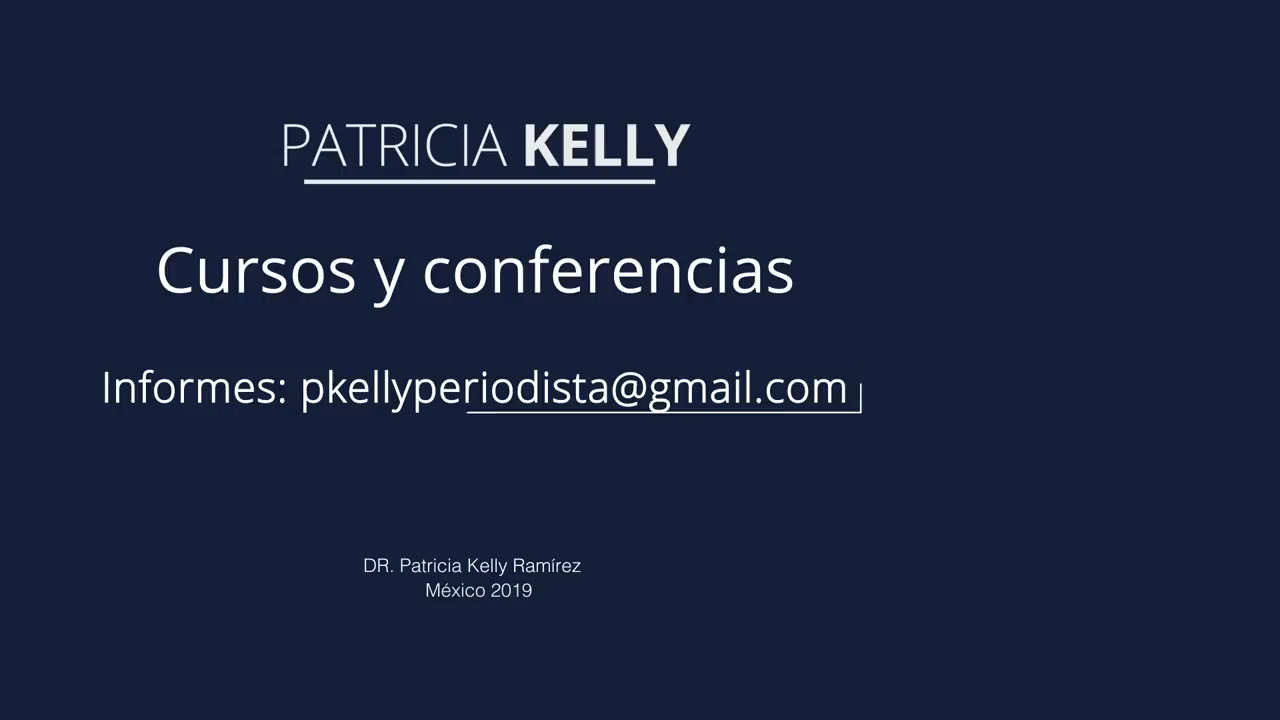 PATRICIA KELLY
Cursos y conferencias
Informes: pkellyperiodista@gmail.com
DR. Patricia Kelly Ramírez
México 2019